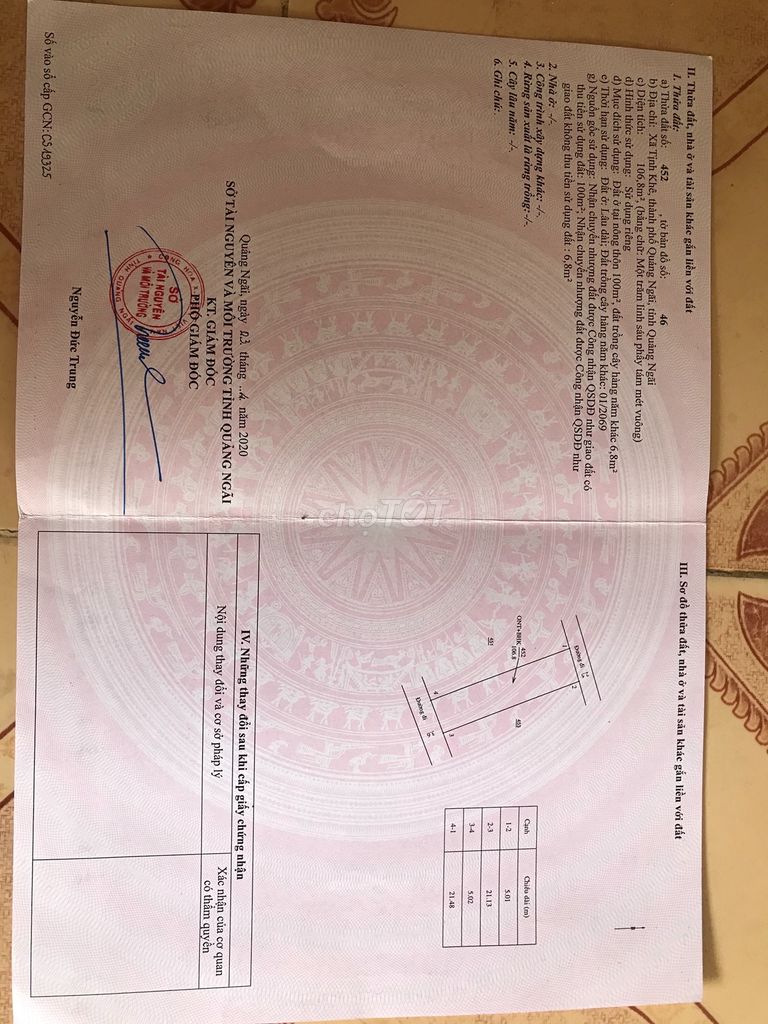 II. Thửa đất, nhà ở và tài sản khác gắn liền với đất
1. Thửa đất:
a) Thửa đất số: 452 , tờ bản đồ số: 46
b) Địa chỉ: Xã Tịnh Khê, thành phố Quảng Ngãi, tỉnh Quảng Ngãi
c) Diện tích: 106,8m², (bằng chữ: Một trăm linh sáu phẩy tám mét vuông)
d) Hình thức sử dụng: Sử dụng riêng
đ) Mục đích sử dụng: Đất ở tại nông thôn 100m², đất trồng cây hàng năm khác 6,8m²
e) Thời hạn sử dụng: Đất ở: Lâu dài; Đất trồng cây hàng năm khác: 01/2069
g) Nguồn gốc sử dụng: Nhận chuyển nhượng đất được Công nhận QSDĐ như giao đất có
thu tiền sử dụng đất: 100m²; Nhận chuyển nhượng đất được Công nhận QSDĐ như
giao đất không thu tiền sử dụng đất : 6,8m²
2. Nhà ở: -/-.
3. Công trình xây dựng khác: -/-.
4. Rừng sản xuất là rừng trồng: -/-.
5. Cây lâu năm: -/-.
6. Ghi chú:
Quảng Ngãi, ngày 23 tháng ..4. năm 2020
SỞ TÀI NGUYÊN VÀ MÔI TRƯỜNG TỈNH QUẢNG NGÃI
KT. GIÁM ĐỐC
PHÓ GIÁM ĐỐC
SỞ
TÀI NGUYÊN
VÀ MÔI TRƯỜNG
TỈNH QUẢNG NGÃI
Nguyễn Đức Trung
Số vào sổ cấp GCN: CS19325
III. Sơ đồ thửa đất, nhà ở và tài sản khác gắn liền với đất
Đường đi
1
2
ONT+BHK 452
106.8
451
453
4
3
Đường đi
Cạnh Chiều dài (m)
1-2 5.01
2-3 21.13
3-4 5.02
4-1 21.48
IV. Những thay đổi sau khi cấp giấy chứng nhận
Nội dung thay đổi và cơ sở pháp lý
Xác nhận của cơ quan
có thẩm quyền
choTỐT